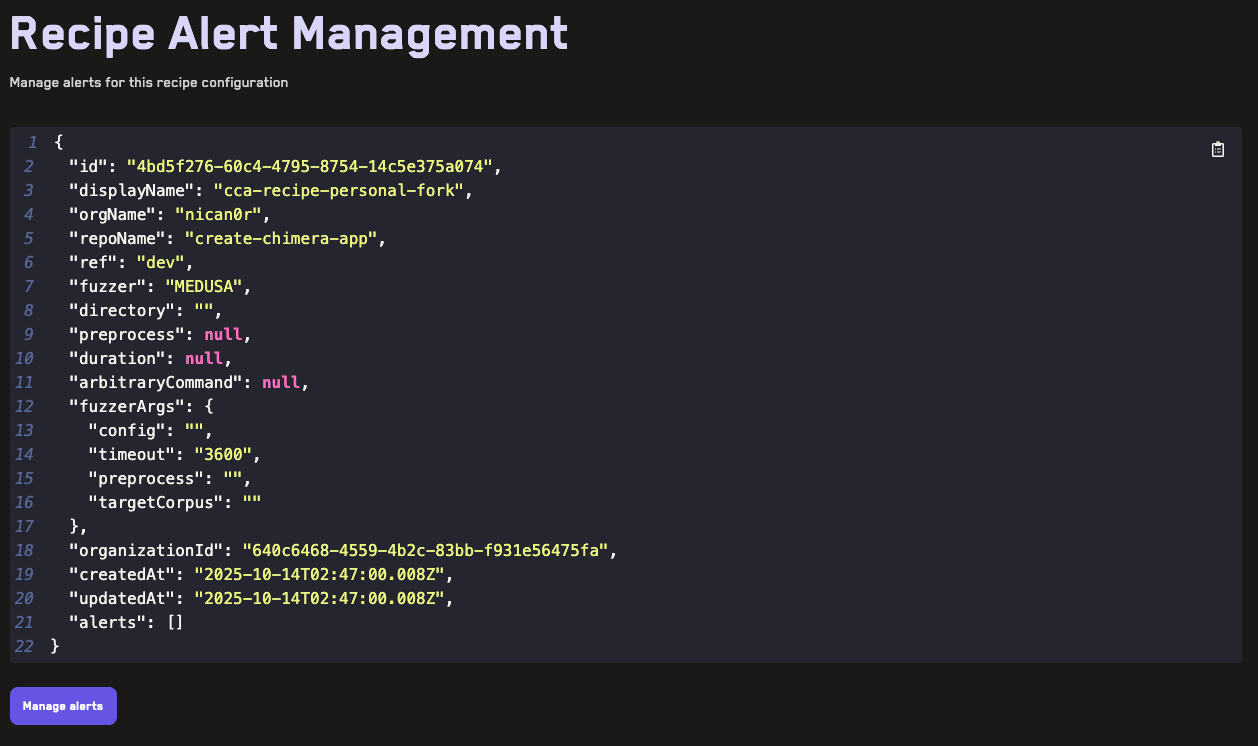 Recipe Alert Management
Manage alerts for this recipe configuration
1 {
2 "id": "4bd5f276-60c4-4795-8754-14c5e375a074",
3 "displayName": "cca-recipe-personal-fork",
4 "orgName": "nican0r",
5 "repoName": "create-chimera-app",
6 "ref": "dev",
7 "fuzzer": "MEDUSA",
8 "directory": "",
9 "preprocess": null,
10 "duration": null,
11 "arbitraryCommand": null,
12 "fuzzerArgs": {
13 "config": "",
14 "timeout": "3600",
15 "preprocess": "",
16 "targetCorpus": ""
17 },
18 "organizationId": "640c6468-4559-4b2c-83bb-f931e56475fa",
19 "createdAt": "2025-10-14T02:47:00.008Z",
20 "updatedAt": "2025-10-14T02:47:00.008Z",
21 "alerts": []
22 }
Manage alerts